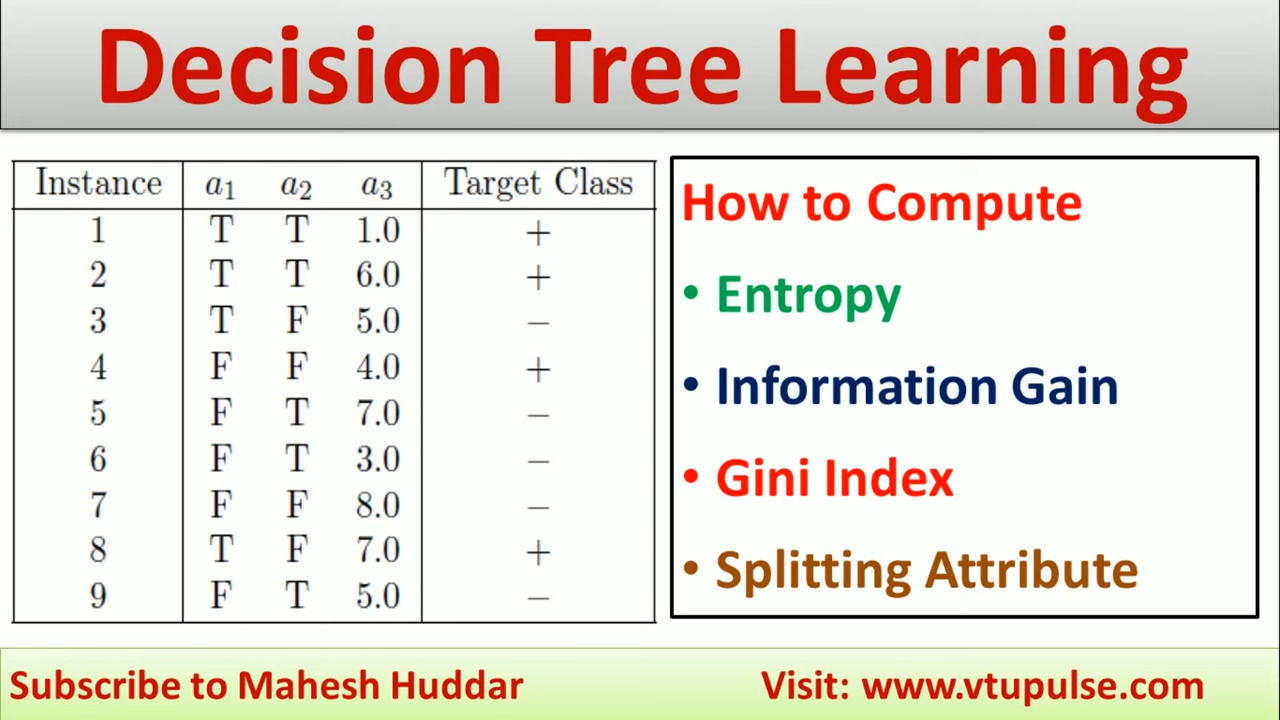 Decision Tree Learning
Instance a1 a2 a3 Target Class
1 T T 1.0 +
2 T T 6.0 +
3 T F 5.0 −
4 F F 4.0 +
5 F T 7.0 −
6 F T 3.0 −
7 F F 8.0 −
8 T F 7.0 +
9 F T 5.0 −
How to Compute
• Entropy
• Information Gain
• Gini Index
• Splitting Attribute
Subscribe to Mahesh Huddar
Visit: www.vtupulse.com